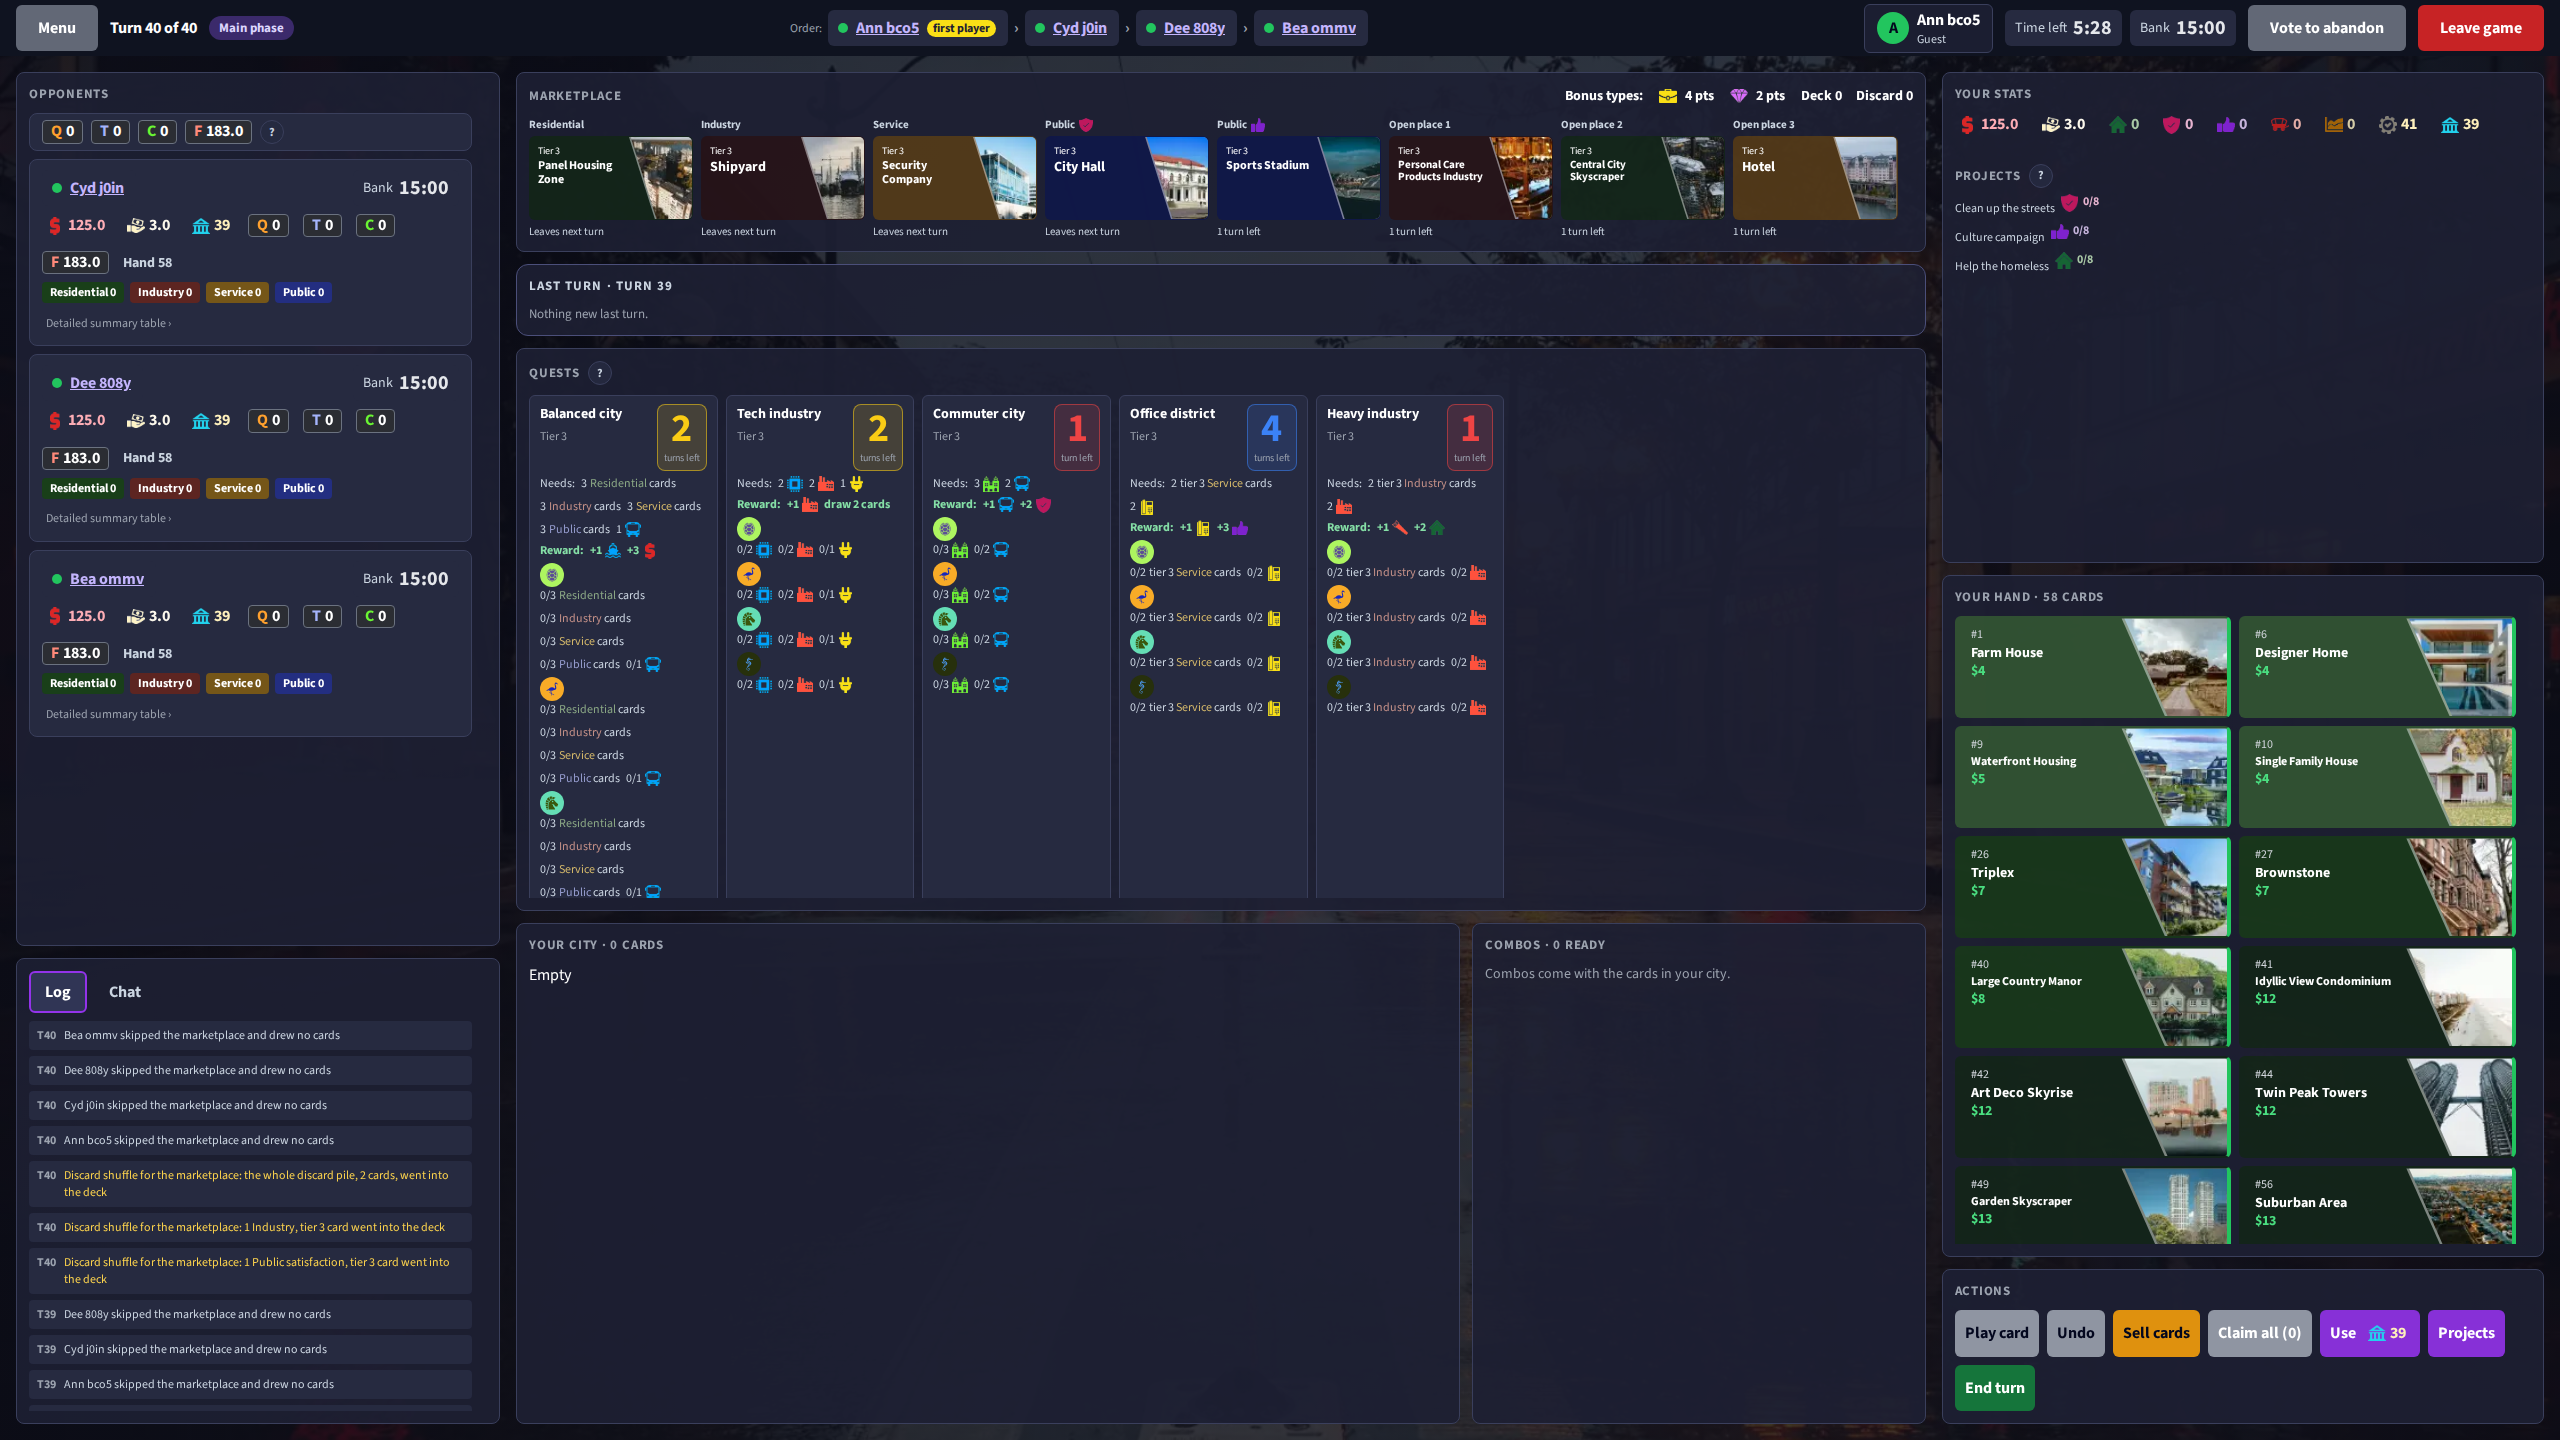 Menu
Turn 40 of 40 Main phase
Order: Ann bco5 first player › Cyd j0in › Dee 808y › Bea ommv
A Ann bco5
Guest
Time left 5:28
Bank 15:00
Vote to abandon
Leave game
OPPONENTS
Q 0 T 0 C 0 F 183.0 ?
Cyd j0in Bank 15:00
125.0 3.0 39 Q 0 T 0 C 0
F 183.0 Hand 58
Residential 0 Industry 0 Service 0 Public 0
Detailed summary table ›
Dee 808y Bank 15:00
125.0 3.0 39 Q 0 T 0 C 0
F 183.0 Hand 58
Residential 0 Industry 0 Service 0 Public 0
Detailed summary table ›
Bea ommv Bank 15:00
125.0 3.0 39 Q 0 T 0 C 0
F 183.0 Hand 58
Residential 0 Industry 0 Service 0 Public 0
Detailed summary table ›
Log Chat
T40 Bea ommv skipped the marketplace and drew no cards
T40 Dee 808y skipped the marketplace and drew no cards
T40 Cyd j0in skipped the marketplace and drew no cards
T40 Ann bco5 skipped the marketplace and drew no cards
T40 Discard shuffle for the marketplace: the whole discard pile, 2 cards, went into
the deck
T40 Discard shuffle for the marketplace: 1 Industry, tier 3 card went into the deck
T40 Discard shuffle for the marketplace: 1 Public satisfaction, tier 3 card went into
the deck
T39 Dee 808y skipped the marketplace and drew no cards
T39 Cyd j0in skipped the marketplace and drew no cards
T39 Ann bco5 skipped the marketplace and drew no cards
MARKETPLACE
Bonus types: 4 pts 2 pts Deck 0 Discard 0
Residential
Tier 3
Panel Housing
Zone
Leaves next turn
Industry
Tier 3
Shipyard
Leaves next turn
Service
Tier 3
Security
Company
Leaves next turn
Public
Tier 3
City Hall
Leaves next turn
Public
Tier 3
Sports Stadium
1 turn left
Open place 1
Tier 3
Personal Care
Products Industry
1 turn left
Open place 2
Tier 3
Central City
Skyscraper
1 turn left
Open place 3
Tier 3
Hotel
1 turn left
LAST TURN · TURN 39
Nothing new last turn.
QUESTS ?
Balanced city
Tier 3
2
turns left
Needs: 3 Residential cards
3 Industry cards 3 Service cards
3 Public cards 1
Reward: +1 +3
0/3 Residential cards
0/3 Industry cards
0/3 Service cards
0/3 Public cards 0/1
0/3 Residential cards
0/3 Industry cards
0/3 Service cards
0/3 Public cards 0/1
0/3 Residential cards
0/3 Industry cards
0/3 Service cards
0/3 Public cards 0/1
Tech industry
Tier 3
2
turns left
Needs: 2 2 1
Reward: +1 draw 2 cards
0/2 0/2 0/1
0/2 0/2 0/1
0/2 0/2 0/1
0/2 0/2 0/1
Commuter city
Tier 3
1
turn left
Needs: 3 2
Reward: +1 +2
0/3 0/2
0/3 0/2
0/3 0/2
0/3 0/2
Office district
Tier 3
4
turns left
Needs: 2 tier 3 Service cards
2
Reward: +1 +3
0/2 tier 3 Service cards 0/2
0/2 tier 3 Service cards 0/2
0/2 tier 3 Service cards 0/2
0/2 tier 3 Service cards 0/2
Heavy industry
Tier 3
1
turn left
Needs: 2 tier 3 Industry cards
2
Reward: +1 +2
0/2 tier 3 Industry cards 0/2
0/2 tier 3 Industry cards 0/2
0/2 tier 3 Industry cards 0/2
0/2 tier 3 Industry cards 0/2
YOUR CITY · 0 CARDS
Empty
COMBOS · 0 READY
Combos come with the cards in your city.
YOUR STATS
125.0 3.0 0 0 0 0 0 41 39
PROJECTS ?
Clean up the streets 0/8
Culture campaign 0/8
Help the homeless 0/8
YOUR HAND · 58 CARDS
#1
Farm House
$4
#6
Designer Home
$4
#9
Waterfront Housing
$5
#10
Single Family House
$4
#26
Triplex
$7
#27
Brownstone
$7
#40
Large Country Manor
$8
#41
Idyllic View Condominium
$12
#42
Art Deco Skyrise
$12
#44
Twin Peak Towers
$12
#49
Garden Skyscraper
$13
#56
Suburban Area
$13
ACTIONS
Play card
Undo
Sell cards
Claim all (0)
Use 39
Projects
End turn